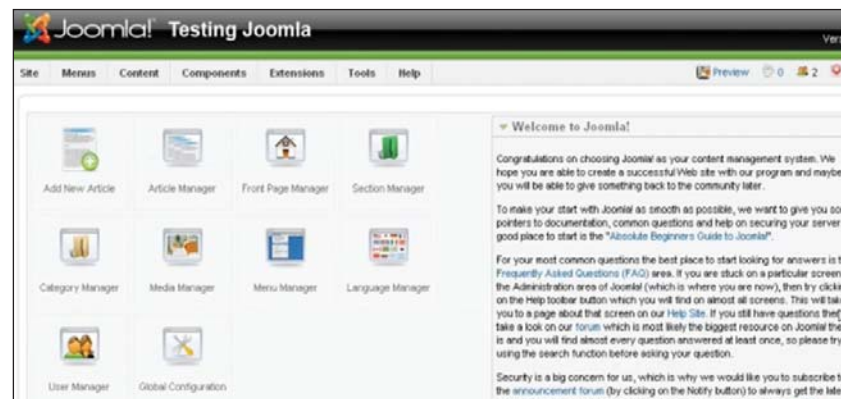 Joomla! Testing Joomla
Vers
Site Menus Content Components Extensions Tools Help Preview 0 2
Add New Article Article Manager Front Page Manager Section Manager
Category Manager Media Manager Menu Manager Language Manager
User Manager Global Configuration
Welcome to Joomla!
Congratulations on choosing Joomla! as your content management system. We
hope you are able to create a successful Web site with our program and maybe
you will be able to give something back to the community later.
To make your start with Joomla! as smooth as possible, we want to give you so
pointers to documentation, common questions and help on securing your server
good place to start is the "Absolute Beginners Guide to Joomla!".
For your most common questions the best place to start looking for answers is t
Frequently Asked Questions (FAQ) area. If you are stuck on a particular screen
the Administration area of Joomla! (which is where you are now), then try clicki
on the Help toolbar button which you will find on almost all screens. This will tak
you to a page about that screen on our Help Site. If you still have questions then
take a look on our forum which is most likely the biggest resource on Joomla! the
is and you will find almost every question answered at least once, so please try
using the search function before asking your question.
Security is a big concern for us, which is why we would like you to subscribe t
the announcement forum (by clicking on the Notify button) to always get the late